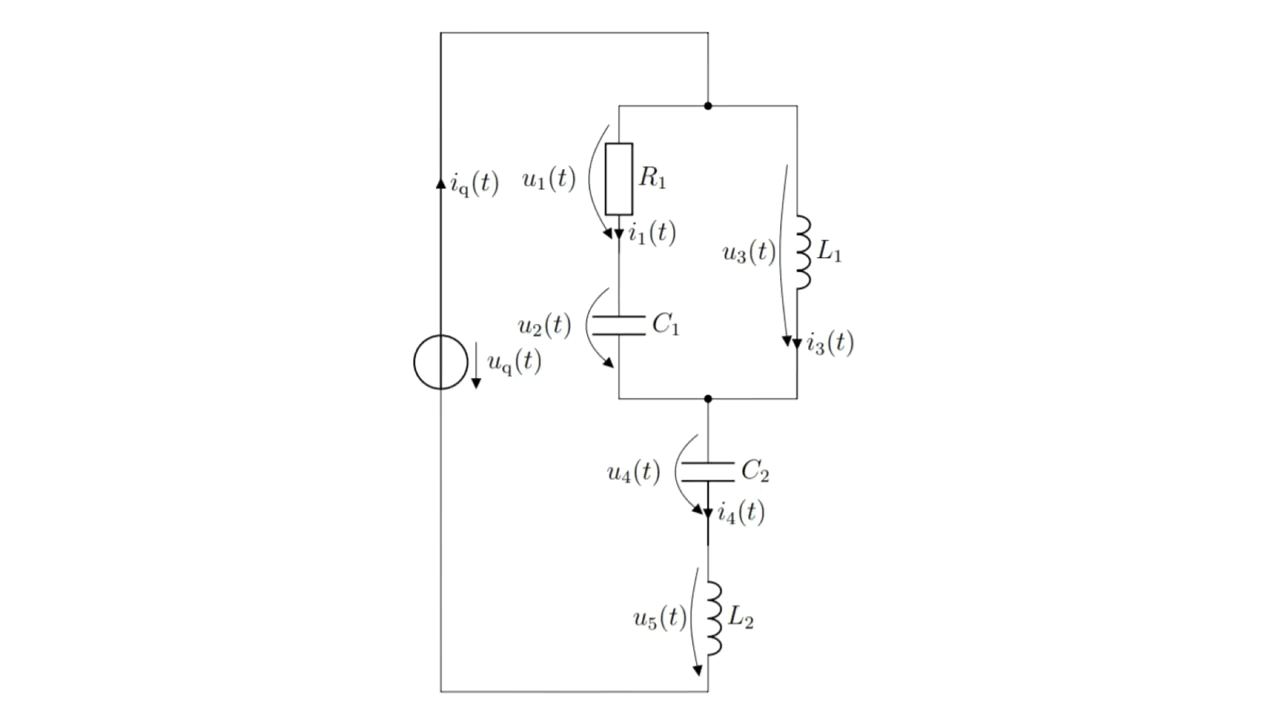 i_q(t)
u_1(t)
R_1
i_1(t)
u_3(t)
L_1
u_2(t)
C_1
i_3(t)
u_q(t)
u_4(t)
C_2
i_4(t)
u_5(t)
L_2